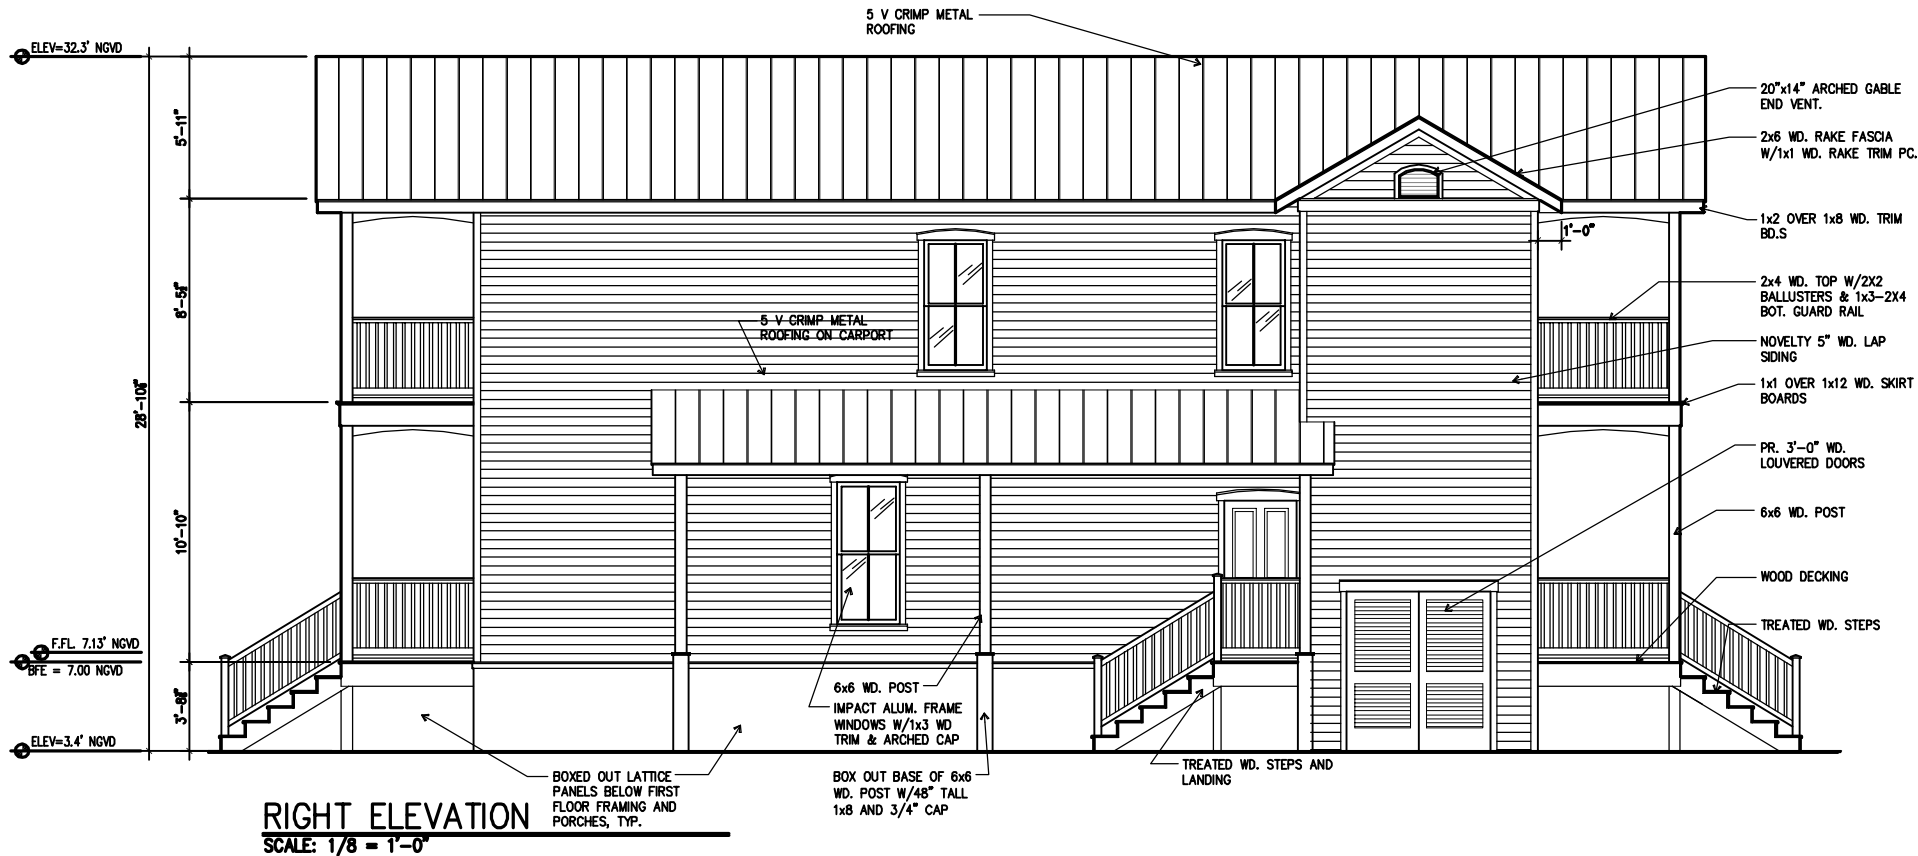 5 V CRIMP METAL
ROOFING
ELEV=32.3' NGVD
20"x14" ARCHED GABLE
END VENT.
5'-11"
2x6 WD. RAKE FASCIA
W/1x1 WD. RAKE TRIM PC.
1x2 OVER 1x8 WD. TRIM
BD.S
1'-0"
2x4 WD. TOP W/2X2
BALLUSTERS & 1x3-2X4
BOT. GUARD RAIL
5 V CRIMP METAL
ROOFING ON CARPORT
NOVELTY 5" WD. LAP
SIDING
1x1 OVER 1x12 WD. SKIRT
BOARDS
PR. 3'-0" WD.
LOUVERED DOORS
10'-10"
6x6 WD. POST
WOOD DECKING
TREATED WD. STEPS
F.FL. 7.13' NGVD
BFE = 7.00 NGVD
6x6 WD. POST
IMPACT ALUM. FRAME
WINDOWS W/1x3 WD
TRIM & ARCHED CAP
ELEV=3.4' NGVD
TREATED WD. STEPS AND
LANDING
BOXED OUT LATTICE
PANELS BELOW FIRST
FLOOR FRAMING AND
PORCHES, TYP.
BOX OUT BASE OF 6x6
WD. POST W/48" TALL
1x8 AND 3/4" CAP
RIGHT ELEVATION
SCALE: 1/8 = 1'-0"